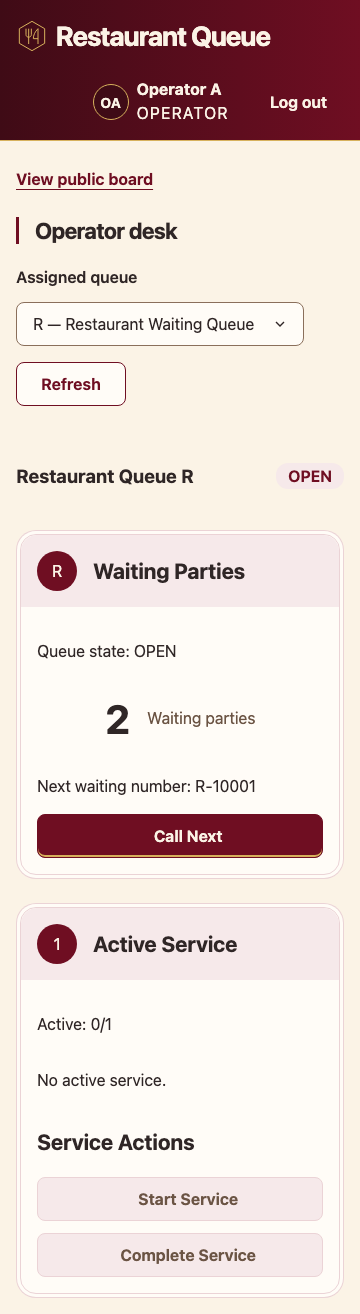 Restaurant Queue
OA
Operator A
OPERATOR
Log out
View public board
Operator desk
Assigned queue
R — Restaurant Waiting Queue
Refresh
Restaurant Queue R
OPEN
R
Waiting Parties
Queue state: OPEN
2 Waiting parties
Next waiting number: R-10001
Call Next
1
Active Service
Active: 0/1
No active service.
Service Actions
Start Service
Complete Service